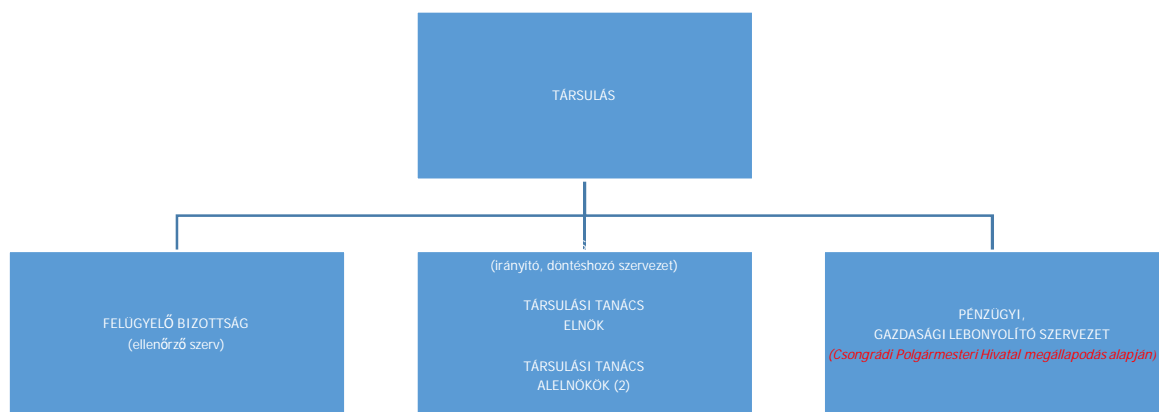 TÁRSULÁS
FELÜGYELŐ BIZOTTSÁG
(ellenőrző szerv)
(irányító, döntéshozó szervezet)
TÁRSULÁSI TANÁCS
ELNÖK
TÁRSULÁSI TANÁCS
ALELNÖKÖK (2)
PÉNZÜGYI,
GAZDASÁGI LEBONYOLÍTÓ SZERVEZET
(Csongrádi Polgármesteri Hivatal megállapodás alapján)